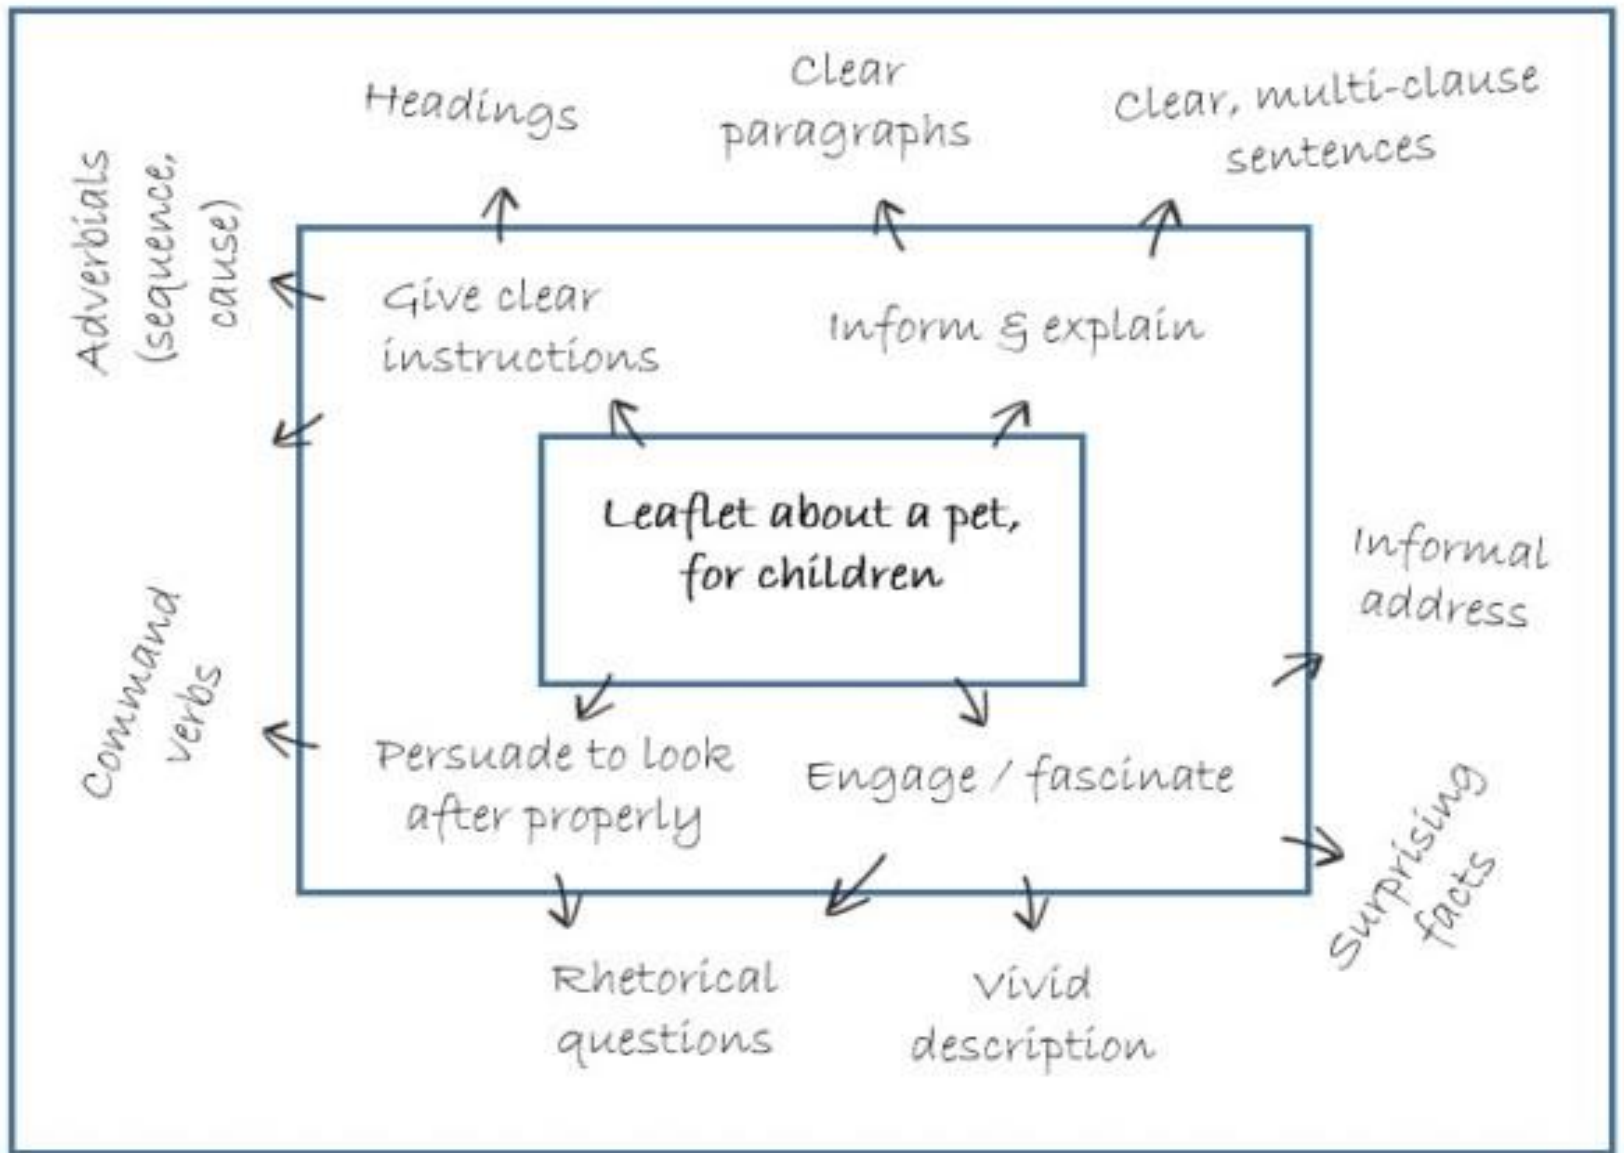 Headings
Clear
paragraphs
Clear, multi-clause
sentences
Adverbials
(sequence,
cause)
Give clear
instructions
Inform & explain
Leaflet about a pet,
for children
Informal
address
Command
verbs
Persuade to look
after properly
Engage / fascinate
Surprising
facts
Rhetorical
questions
Vivid
description